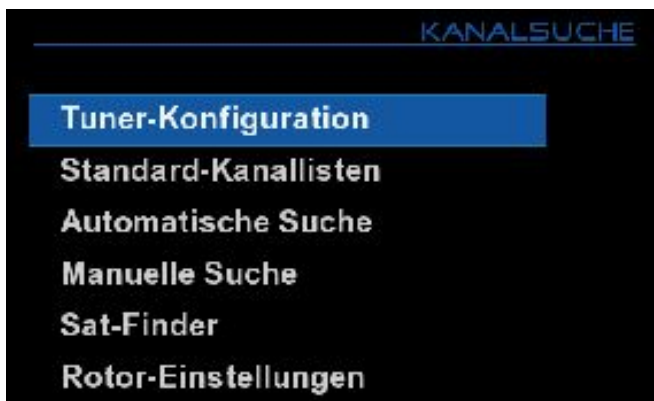 KANALSUCHE
Tuner-Konfiguration
Standard-Kanallisten
Automatische Suche
Manuelle Suche
Sat-Finder
Rotor-Einstellungen